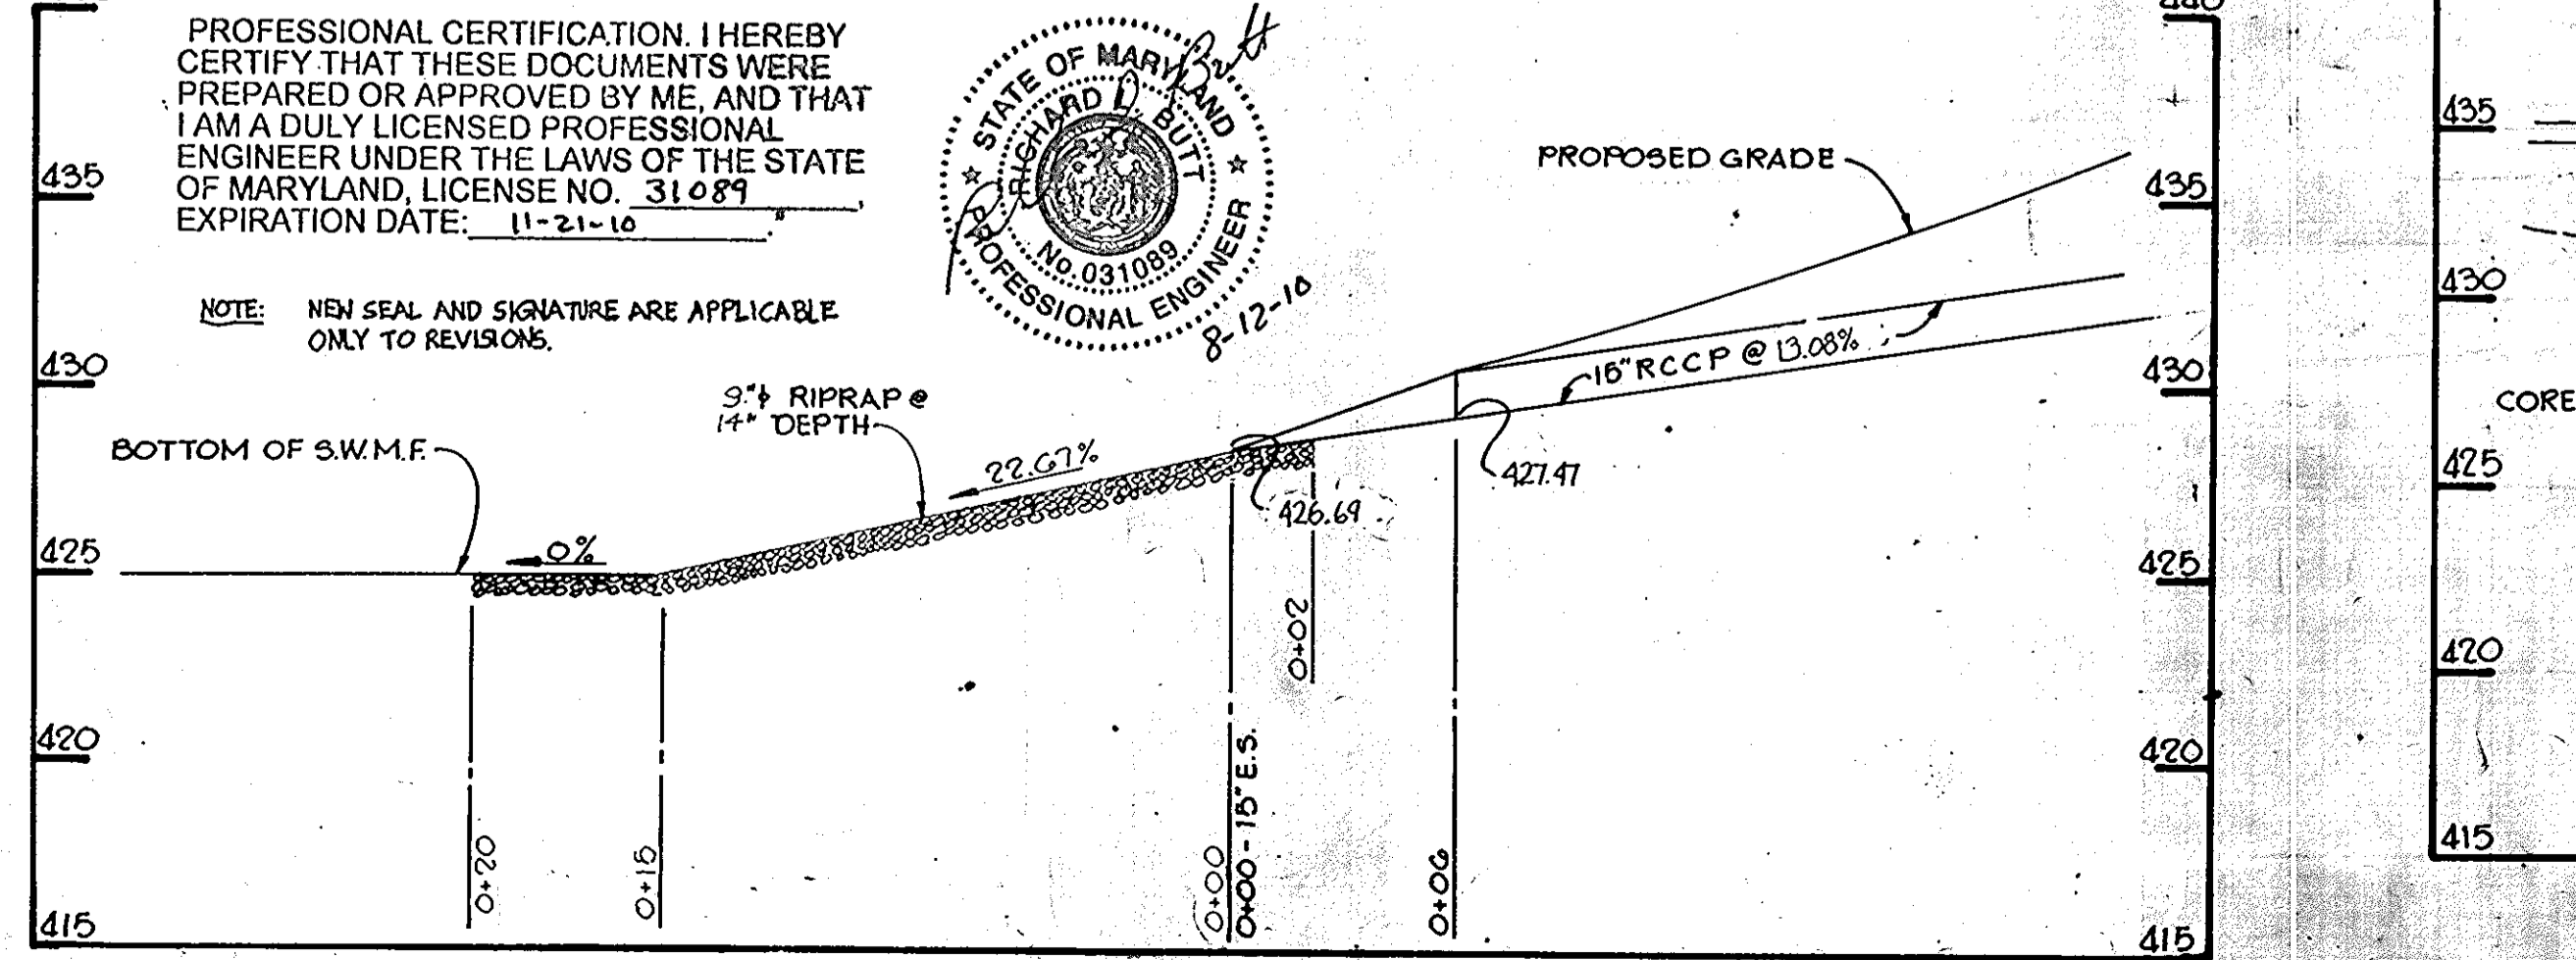 PROFESSIONAL CERTIFICATION. I HEREBY
CERTIFY THAT THESE DOCUMENTS WERE
PREPARED OR APPROVED BY ME, AND THAT
I AM A DULY LICENSED PROFESSIONAL
ENGINEER UNDER THE LAWS OF THE STATE
OF MARYLAND, LICENSE NO. 31089,
EXPIRATION DATE: 11-21-10."
NOTE: NEW SEAL AND SIGNATURE ARE APPLICABLE
ONLY TO REVISIONS.
STATE OF MARYLAND
RICHARD D. BUTT
No. 031089
PROFESSIONAL ENGINEER
8-12-10
PROPOSED GRADE
15" RCCP @ 13.08%
9"ϕ RIPRAP @
14" DEPTH
BOTTOM OF S.W.M.F.
22.67%
0%
426.69
427.47
0+20
0+15
0+00
0+00 - 15" E.S.
0+02
0+06
435
430
425
420
415
440
435
430
425
420
415
435
430
425
420
415
CORE